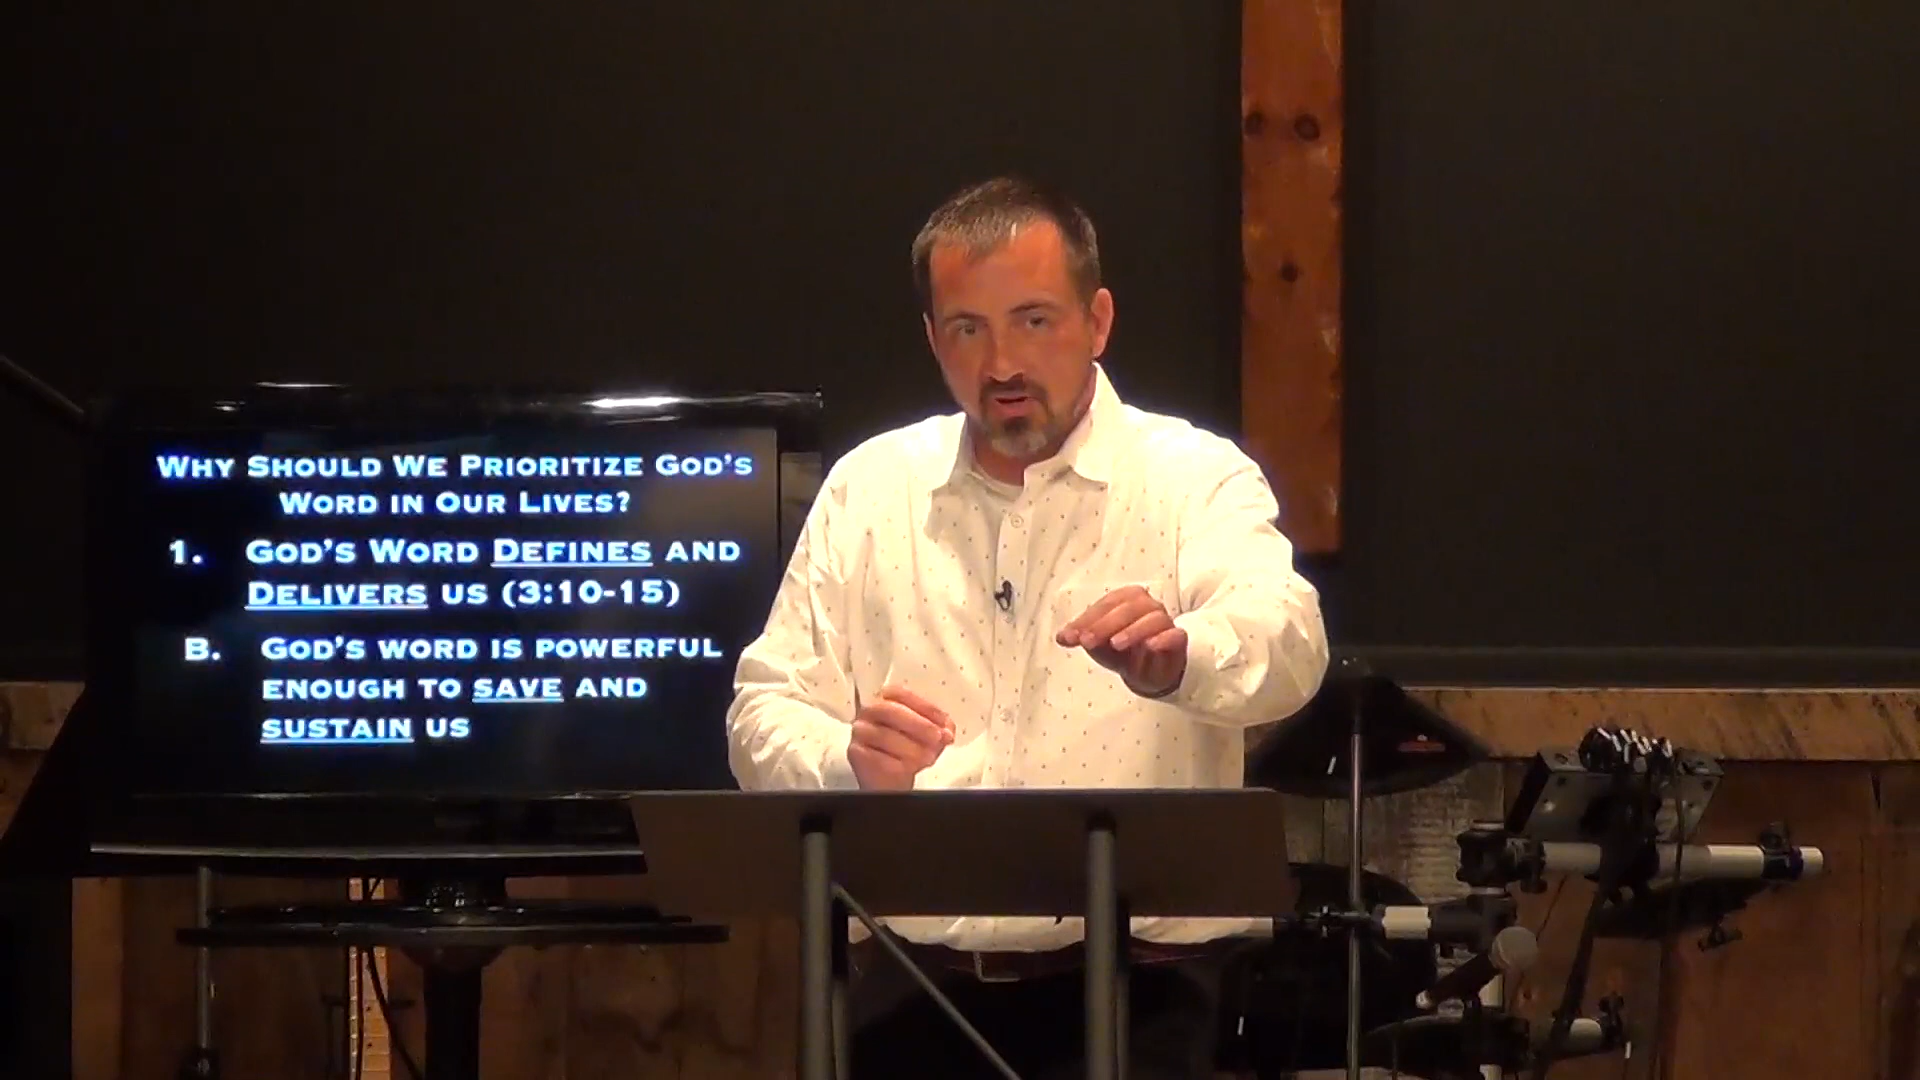 Why Should We Prioritize God's
Word in Our Lives?
1. God's Word Defines and
Delivers us (3:10-15)
B. God's word is powerful
enough to save and
sustain us